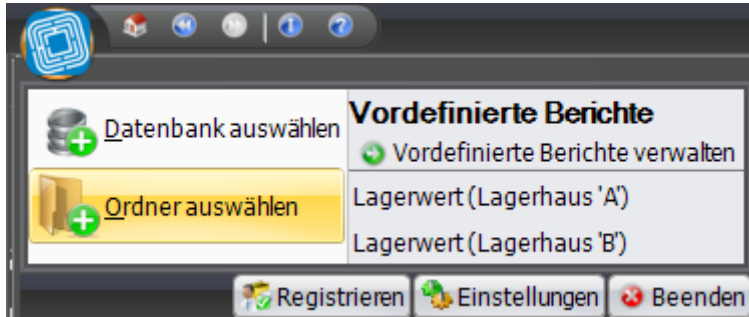 Datenbank auswählen
Ordner auswählen
Vordefinierte Berichte
Vordefinierte Berichte verwalten
Lagerwert (Lagerhaus 'A')
Lagerwert (Lagerhaus 'B')
Registrieren
Einstellungen
Beenden